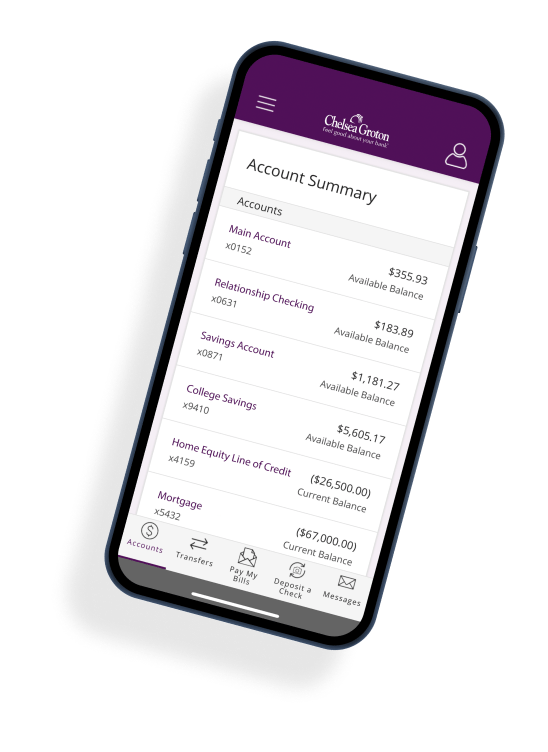 Chelsea Groton
feel good about your bank
Account Summary
Accounts
Main Account
x0152
$355.93
Available Balance
Relationship Checking
x0631
$183.89
Available Balance
Savings Account
x0871
$1,181.27
Available Balance
College Savings
x9410
$5,605.17
Available Balance
Home Equity Line of Credit
x4159
($26,500.00)
Current Balance
Mortgage
x5432
($67,000.00)
Current Balance
Accounts
Transfers
Pay My
Bills
Deposit a
Check
Messages